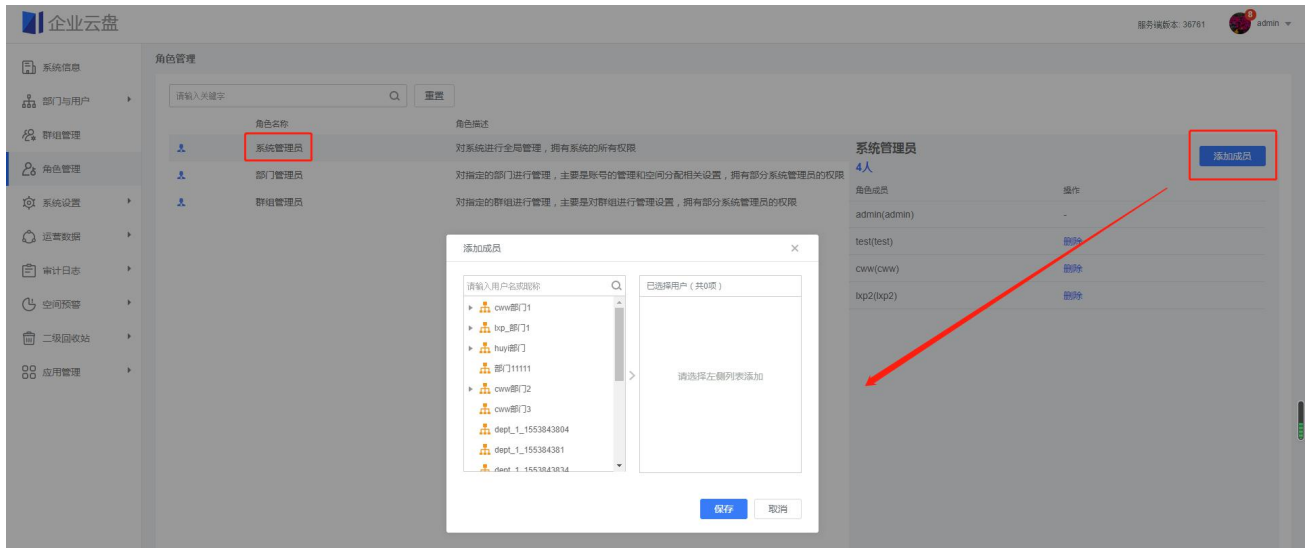 企业云盘
服务端版本: 36761
8
admin
系统信息
部门与用户
群组管理
角色管理
系统设置
运营数据
审计日志
空间预警
二级回收站
应用管理
角色管理
请输入关键字
重置
角色名称 角色描述
系统管理员 对系统进行全局管理，拥有系统的所有权限
部门管理员 对指定的部门进行管理，主要是账号的管理和空间分配相关设置，拥有部分系统管理员的权限
群组管理员 对指定的群组进行管理，主要是对群组进行管理设置，拥有部分系统管理员的权限
系统管理员
4人
添加成员
角色成员 操作
admin(admin) -
test(test) 删除
cww(cww) 删除
lxp2(lxp2) 删除
添加成员
请输入用户名或昵称
cww部门1
lxp_部门1
huyi部门
部门11111
cww部门2
cww部门3
dept_1_1553843804
dept_1_155384381
dept_1_1553843834
已选择用户（共0项）
请选择左侧列表添加
保存 取消